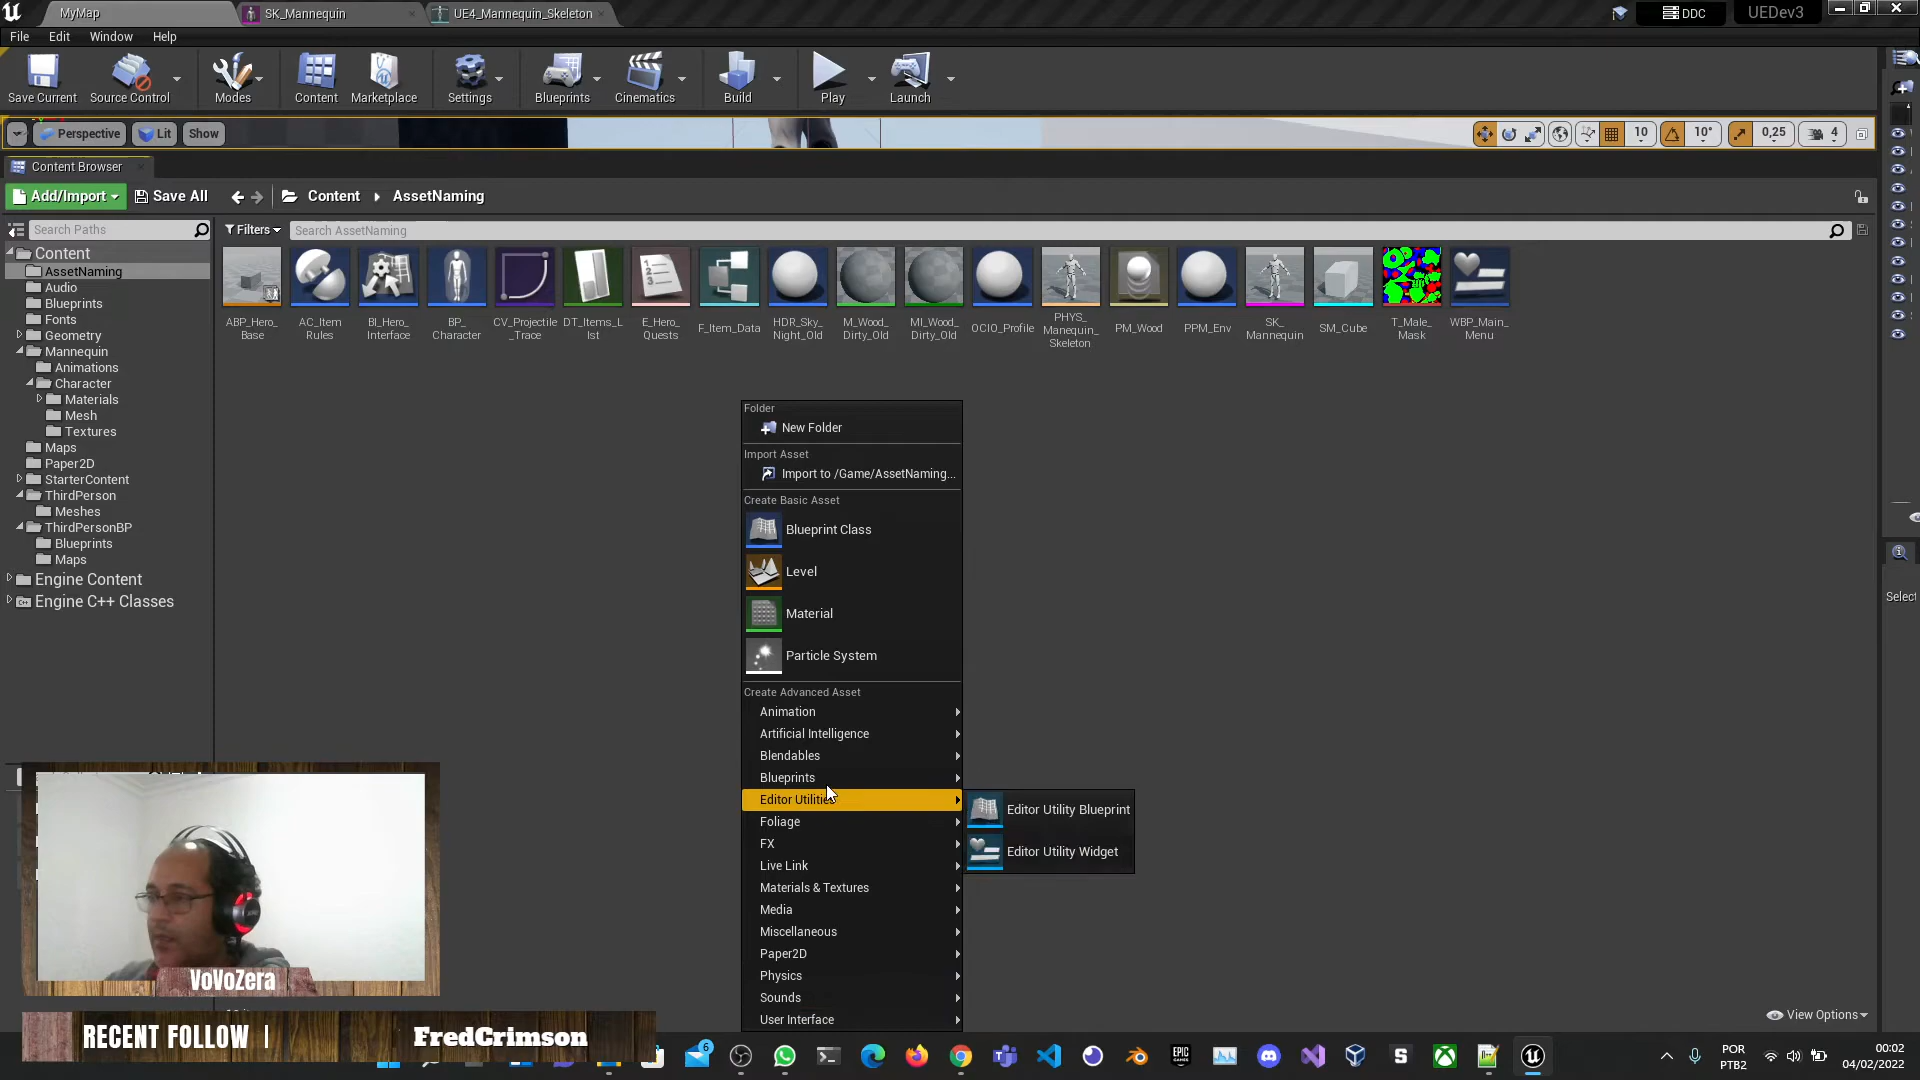 MyMap
SK_Mannequin
UE4_Mannequin_Skeleton
DDC
UEDev3
File
Edit
Window
Help
Save Current
Source Control
Modes
Content
Marketplace
Settings
Blueprints
Cinematics
Build
Play
Launch
Perspective
Lit
Show
10
10°
0,25
4
Content Browser
Add/Import
Save All
Content
AssetNaming
Search Paths
Filters
Search AssetNaming
Content
AssetNaming
Audio
Blueprints
Fonts
Geometry
Mannequin
Animations
Character
Materials
Mesh
Textures
Maps
Paper2D
StarterContent
ThirdPerson
Meshes
ThirdPersonBP
Blueprints
Maps
Engine Content
Engine C++ Classes
ABP_Hero_
Base
AC_Item
Rules
BI_Hero_
Interface
BP_
Character
CV_Projectile
_Trace
DT_Items_L
ist
E_Hero_
Quests
F_Item_Data
HDR_Sky_
Night_Old
M_Wood_
Dirty_Old
MI_Wood_
Dirty_Old
OCIO_Profile
PHYS_
Manequin_
Skeleton
PM_Wood
PPM_Env
SK_
Mannequin
SM_Cube
T_Male_
Mask
WBP_Main_
Menu
Folder
New Folder
Import Asset
Import to /Game/AssetNaming...
Create Basic Asset
Blueprint Class
Level
Material
Particle System
Create Advanced Asset
Animation
Artificial Intelligence
Blendables
Blueprints
Editor Utilities
Foliage
FX
Live Link
Materials & Textures
Media
Miscellaneous
Paper2D
Physics
Sounds
User Interface
Editor Utility Blueprint
Editor Utility Widget
Select
View Options
VoVoZera
RECENT FOLLOW |
FredCrimson
6
POR
PTB2
00:02
04/02/2022